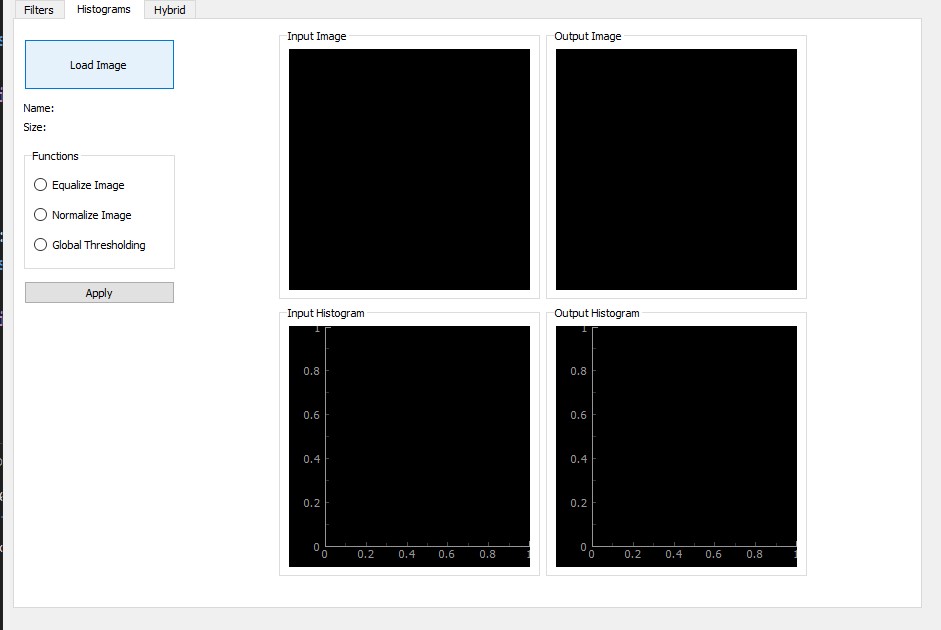 Filters Histograms Hybrid
Load Image
Name:
Size:
Functions
Equalize Image
Normalize Image
Global Thresholding
Apply
Input Image
Output Image
Input Histogram
1
0.8
0.6
0.4
0.2
0
0 0.2 0.4 0.6 0.8 1
Output Histogram
1
0.8
0.6
0.4
0.2
0
0 0.2 0.4 0.6 0.8 1